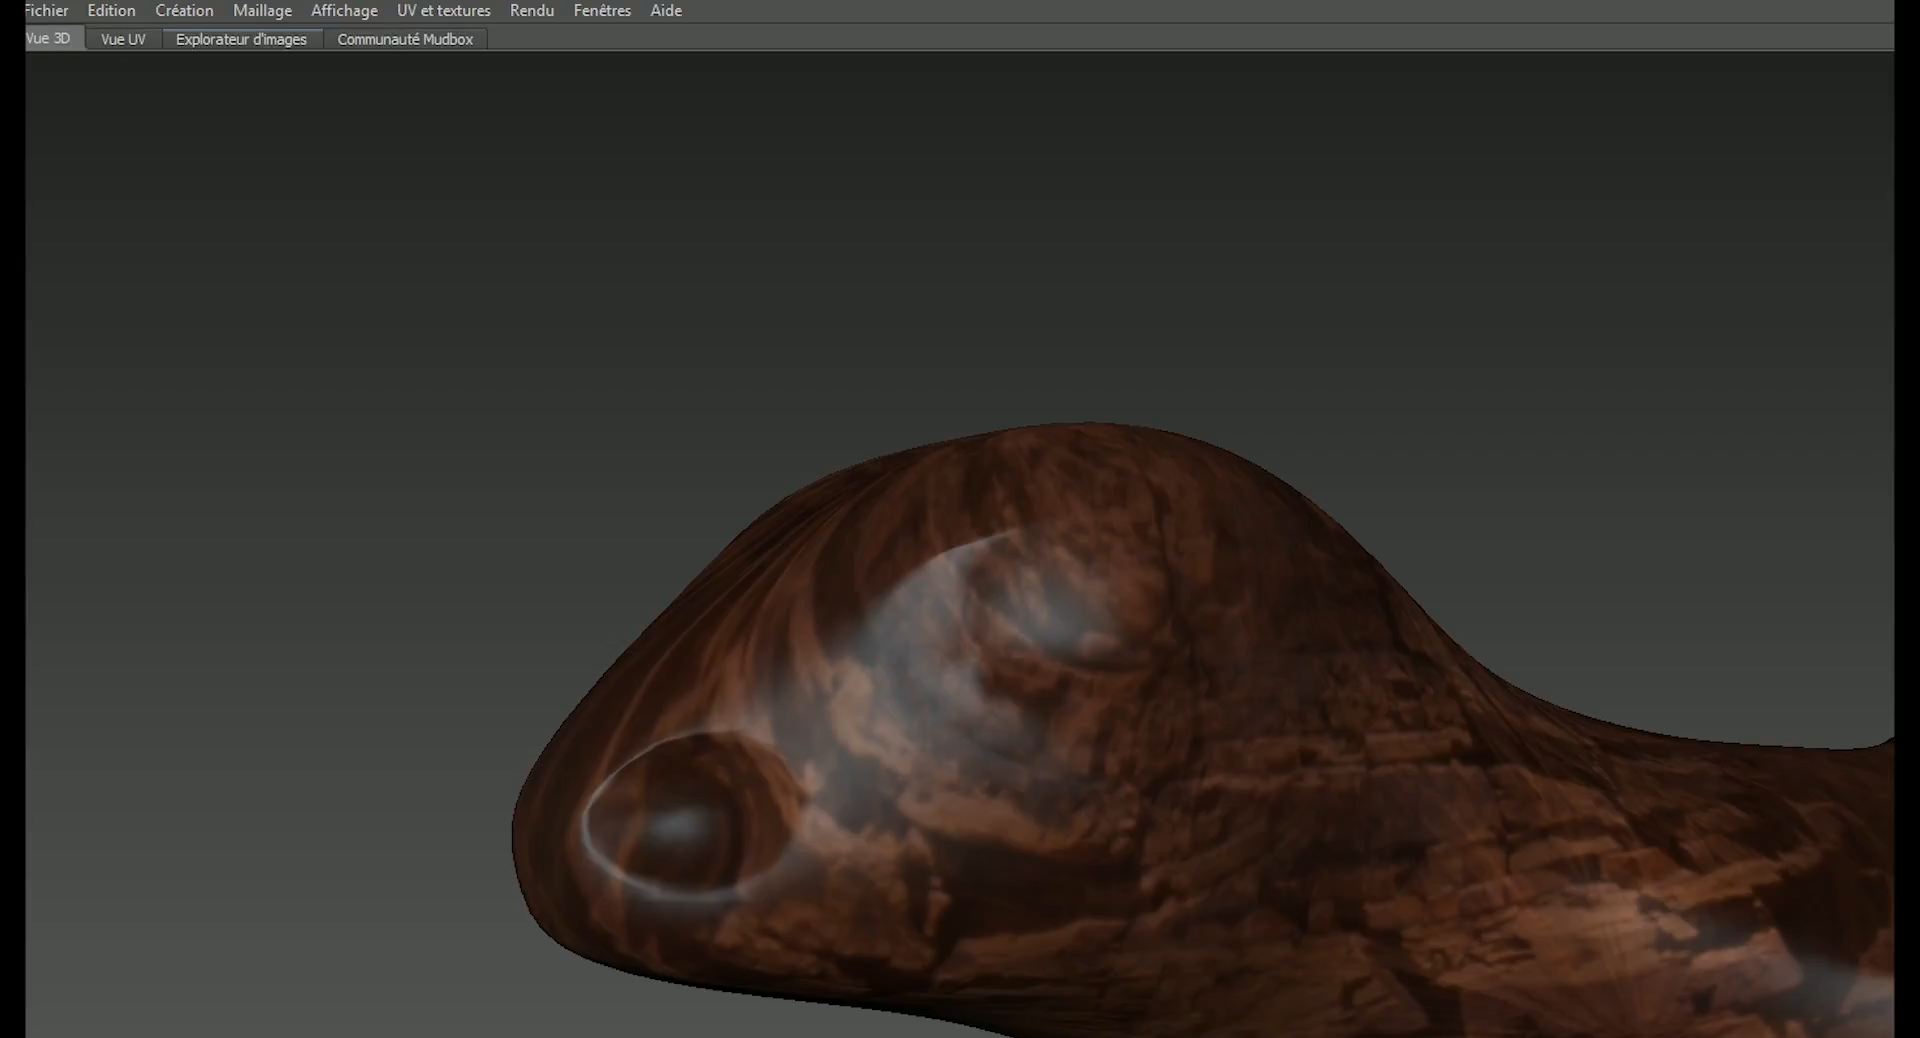 Fichier Edition Création Maillage Affichage UV et textures Rendu Fenêtres Aide
Vue 3D Vue UV Explorateur d'images Communauté Mudbox